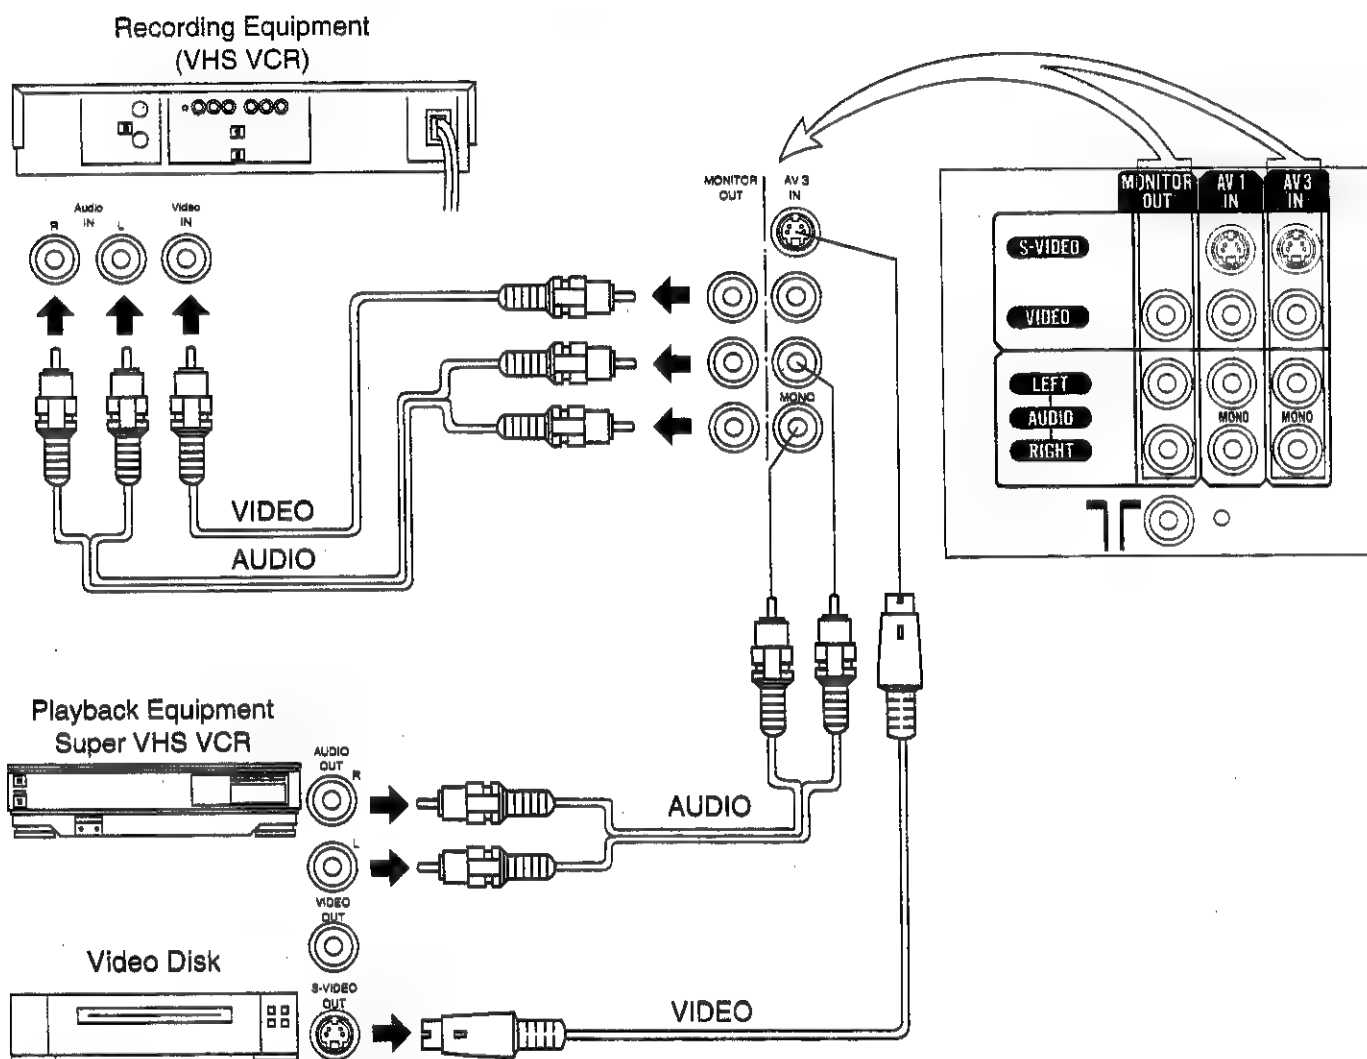 Recording Equipment
(VHS VCR)
R
Audio
IN
L
Video
IN
MONITOR
OUT
AV 3
IN
MONO
MONITOR
OUT
AV 1
IN
AV 3
IN
S-VIDEO
VIDEO
LEFT
AUDIO
RIGHT
MONO
MONO
VIDEO
AUDIO
Playback Equipment
Super VHS VCR
AUDIO
OUT
R
L
VIDEO
OUT
AUDIO
Video Disk
S-VIDEO
OUT
VIDEO